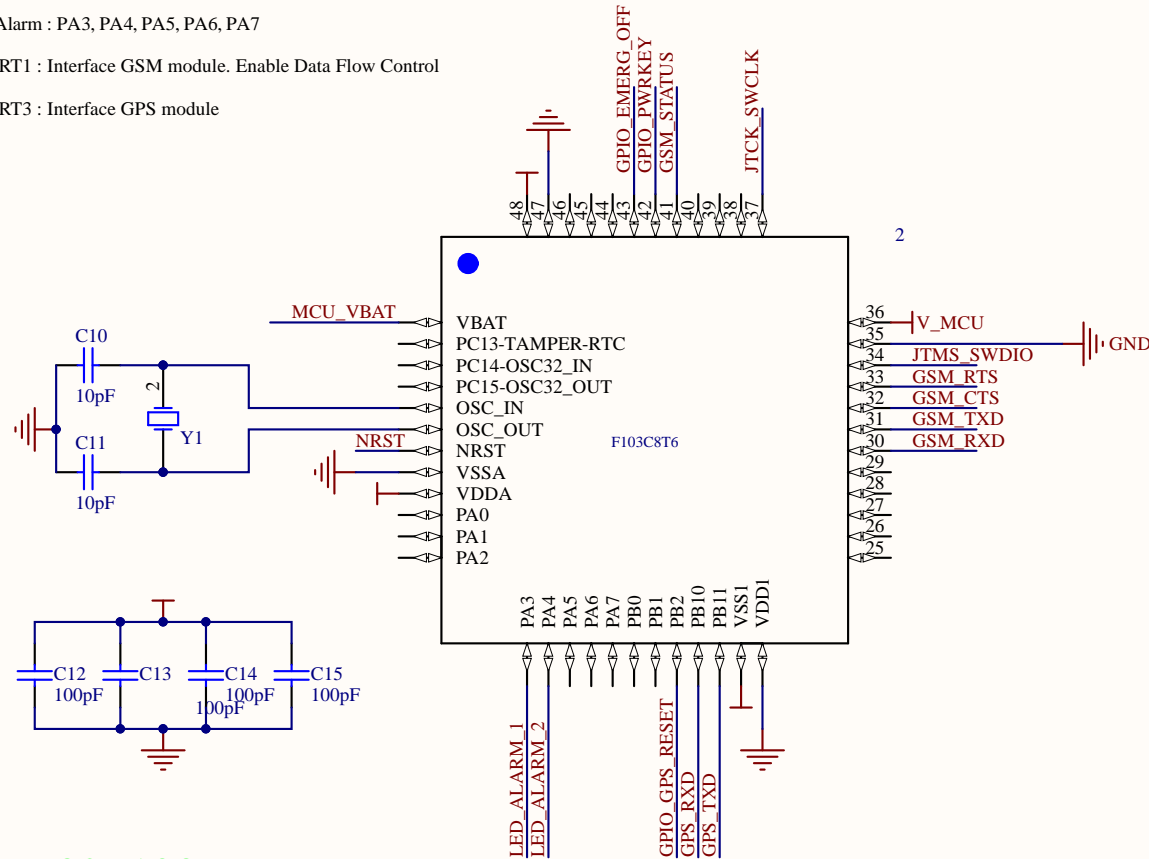 Alarm : PA3, PA4, PA5, PA6, PA7
RT1 : Interface GSM module. Enable Data Flow Control
RT3 : Interface GPS module
GPIO_EMERG_OFF
GPIO_PWRKEY
GSM_STATUS
JTCK_SWCLK
48
47
46
45
44
43
42
41
40
39
38
37
2
MCU_VBAT
VBAT
PC13-TAMPER-RTC
PC14-OSC32_IN
PC15-OSC32_OUT
OSC_IN
OSC_OUT
NRST
NRST
VSSA
VDDA
PA0
PA1
PA2
F103C8T6
36
V_MCU
35
GND
34
JTMS_SWDIO
33
GSM_RTS
32
GSM_CTS
31
GSM_TXD
30
GSM_RXD
29
28
27
26
25
C10
10pF
2
Y1
C11
10pF
PA3
PA4
PA5
PA6
PA7
PB0
PB1
PB2
PB10
PB11
VSS1
VDD1
C12
100pF
C13
100pF
C14
100pF
C15
100pF
LED_ALARM_1
LED_ALARM_2
GPIO_GPS_RESET
GPS_RXD
GPS_TXD